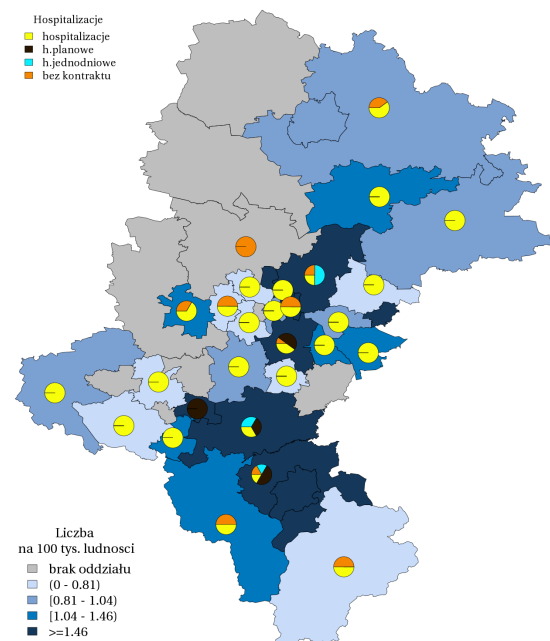 Hospitalizacje
hospitalizacje
h.planowe
h.jednodniowe
bez kontraktu
Liczba
na 100 tys. ludnosci
brak oddziału
(0 - 0.81)
[0.81 - 1.04)
[1.04 - 1.46)
>=1.46